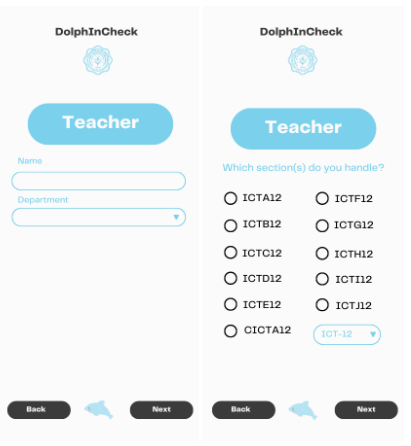 DolphInCheck
Teacher
Name
Department
Back
Next
DolphInCheck
Teacher
Which section(s) do you handle?
ICTA12
ICTF12
ICTB12
ICTG12
ICTC12
ICTH12
ICTD12
ICTI12
ICTE12
ICTJ12
CICTA12
ICT-12
Back
Next